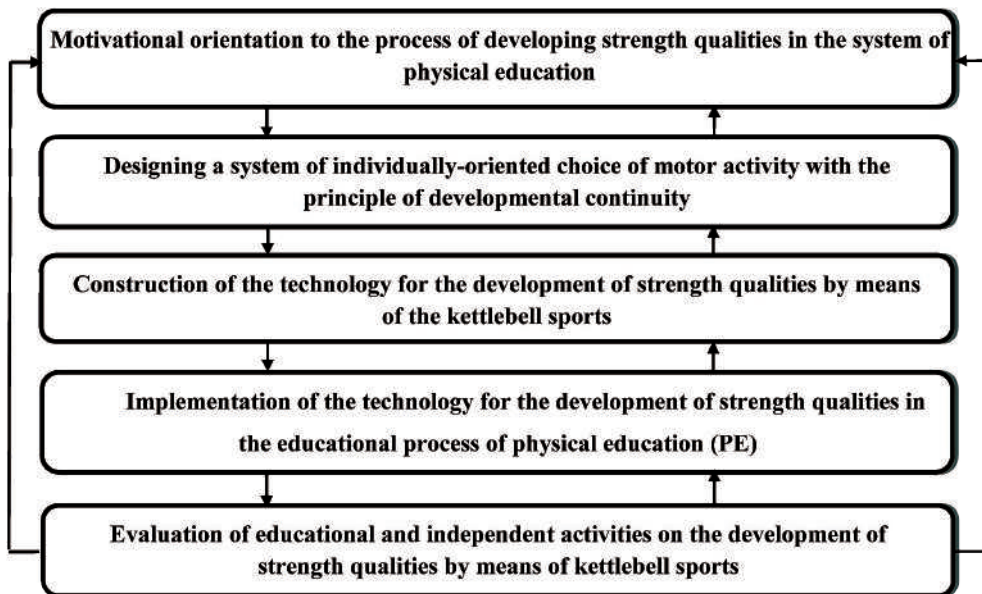 Motivational orientation to the process of developing strength qualities in the system of
physical education
Designing a system of individually-oriented choice of motor activity with the
principle of developmental continuity
Construction of the technology for the development of strength qualities by means
of the kettlebell sports
Implementation of the technology for the development of strength qualities in
the educational process of physical education (PE)
Evaluation of educational and independent activities on the development of
strength qualities by means of kettlebell sports